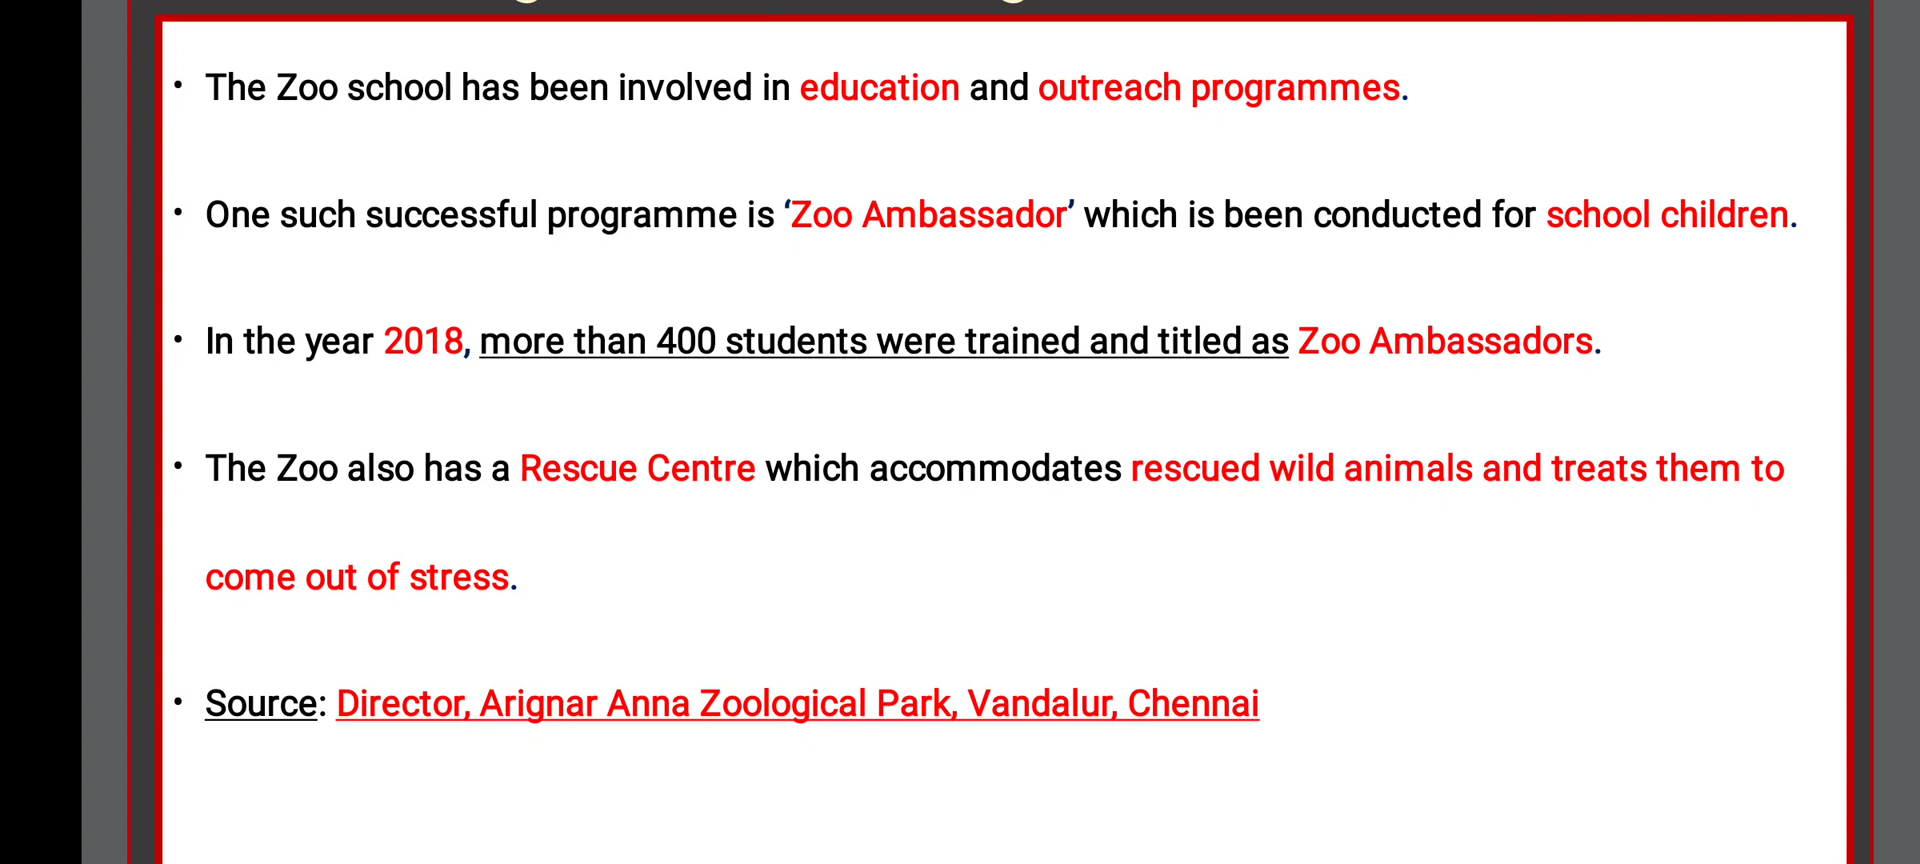 • The Zoo school has been involved in education and outreach programmes.
• One such successful programme is ‘Zoo Ambassador’ which is been conducted for school children.
• In the year 2018, more than 400 students were trained and titled as Zoo Ambassadors.
• The Zoo also has a Rescue Centre which accommodates rescued wild animals and treats them to
come out of stress.
• Source: Director, Arignar Anna Zoological Park, Vandalur, Chennai